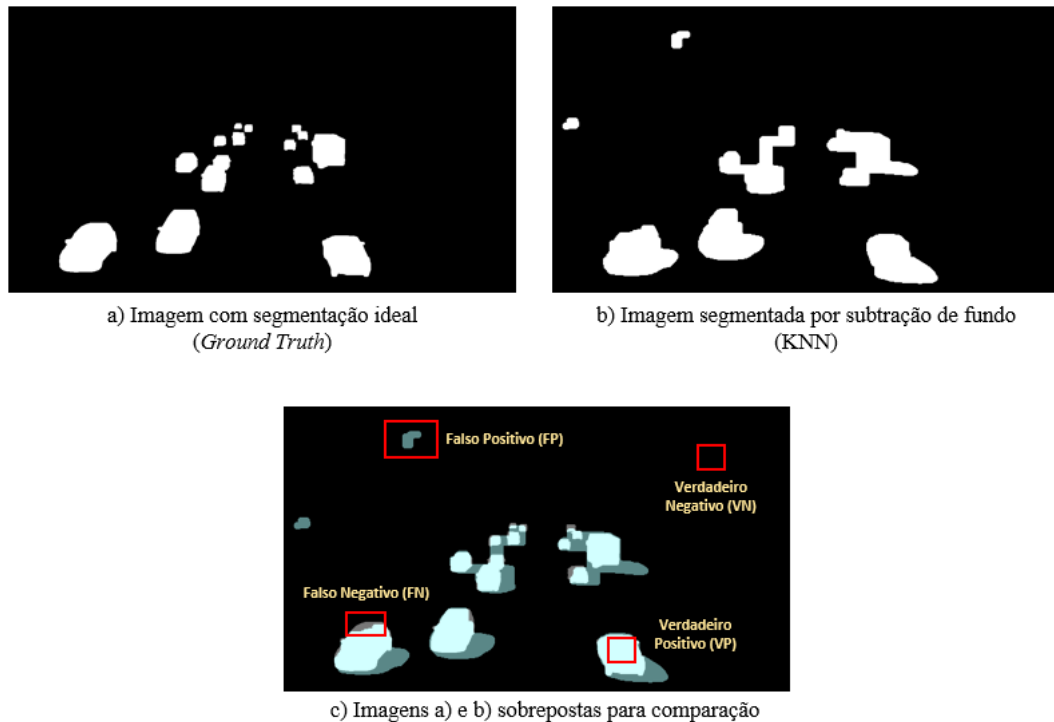 a) Imagem com segmentação ideal
(Ground Truth)
b) Imagem segmentada por subtração de fundo
(KNN)
Falso Positivo (FP)
Verdadeiro
Negativo (VN)
Falso Negativo (FN)
Verdadeiro
Positivo (VP)
c) Imagens a) e b) sobrepostas para comparação